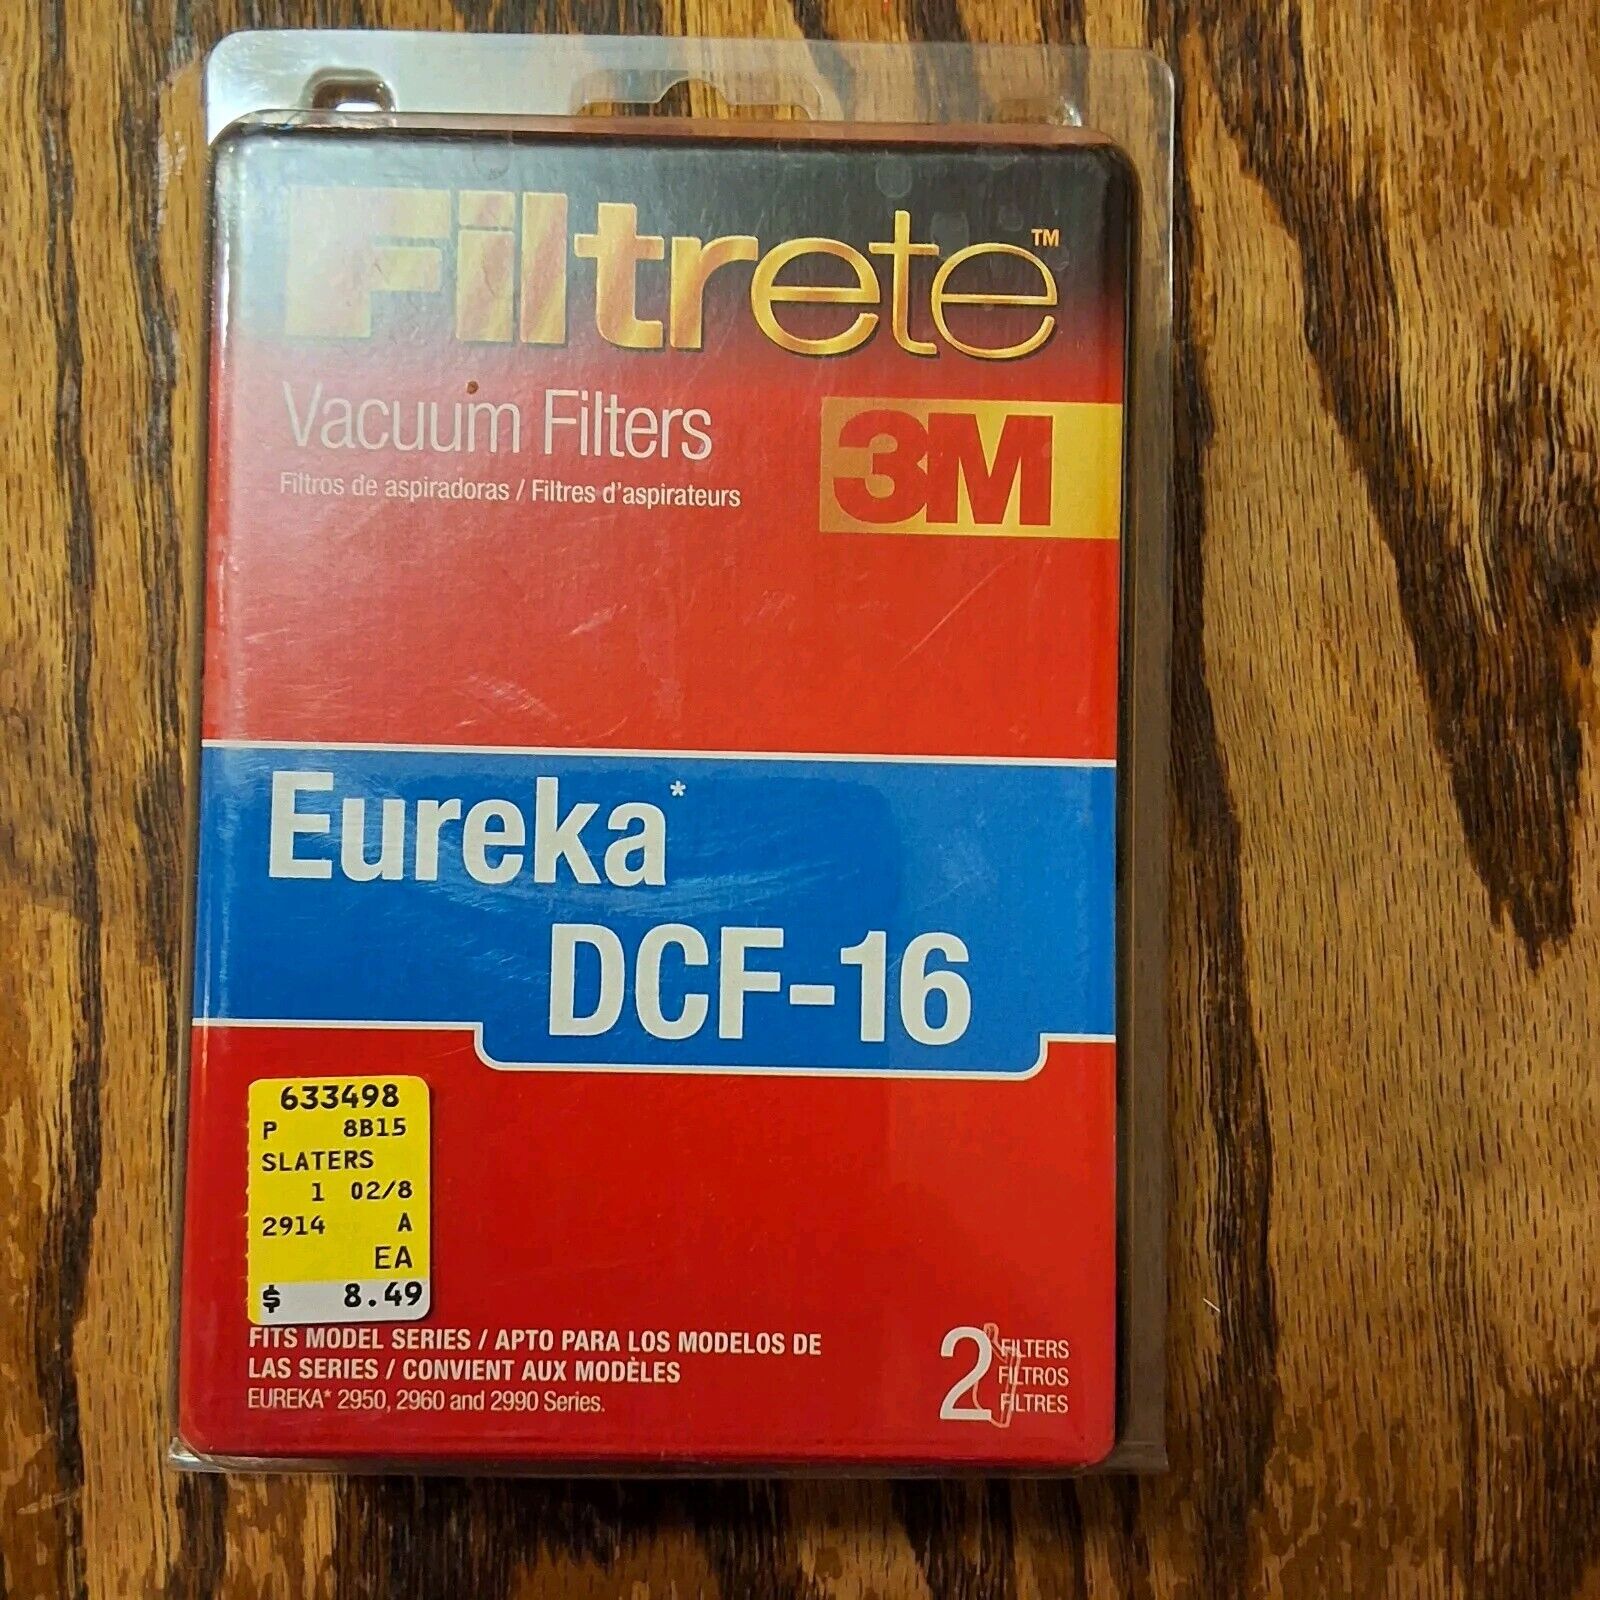 Filtrete™
Vacuum Filters
Filtros de aspiradoras / Filtres d'aspirateurs
3M
Eureka*
DCF-16
633498
P 8B15
SLATERS
1 02/8
2914 A
EA
$ 8.49
FITS MODEL SERIES / APTO PARA LOS MODELOS DE
LAS SERIES / CONVIENT AUX MODÈLES
EUREKA* 2950, 2960 and 2990 Series.
2 FILTERS
FILTROS
FILTRES